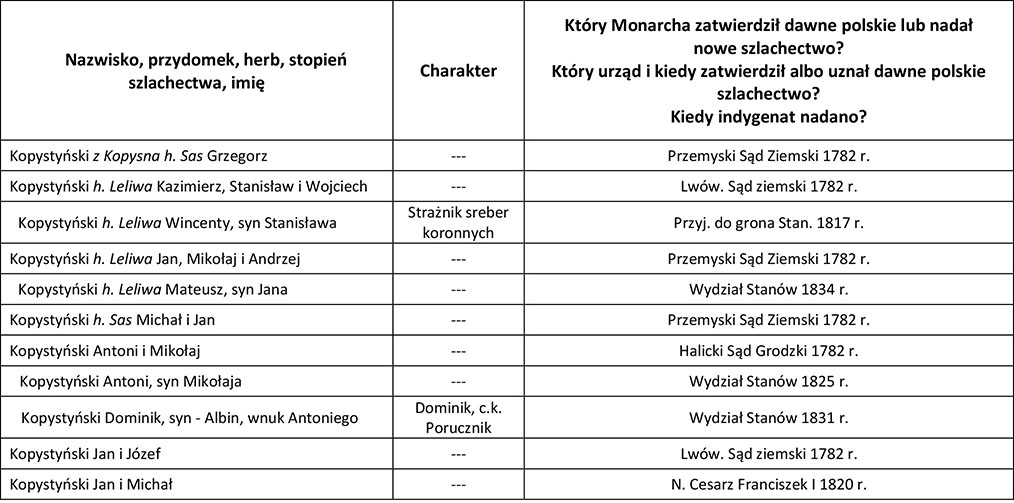 Nazwisko, przydomek, herb, stopień
szlachectwa, imię
Charakter
Który Monarcha zatwierdził dawne polskie lub nadał
nowe szlachectwo?
Który urząd i kiedy zatwierdził albo uznał dawne polskie
szlachectwo?
Kiedy indygenat nadano?
Kopystyński z Kopysna h. Sas Grzegorz --- Przemyski Sąd Ziemski 1782 r.
Kopystyński h. Leliwa Kazimierz, Stanisław i Wojciech --- Lwów. Sąd ziemski 1782 r.
Kopystyński h. Leliwa Wincenty, syn Stanisława
Strażnik sreber
koronnych
Przyj. do grona Stan. 1817 r.
Kopystyński h. Leliwa Jan, Mikołaj i Andrzej --- Przemyski Sąd Ziemski 1782 r.
Kopystyński h. Leliwa Mateusz, syn Jana --- Wydział Stanów 1834 r.
Kopystyński h. Sas Michał i Jan --- Przemyski Sąd Ziemski 1782 r.
Kopystyński Antoni i Mikołaj --- Halicki Sąd Grodzki 1782 r.
Kopystyński Antoni, syn Mikołaja --- Wydział Stanów 1825 r.
Kopystyński Dominik, syn - Albin, wnuk Antoniego
Dominik, c.k.
Porucznik
Wydział Stanów 1831 r.
Kopystyński Jan i Józef --- Lwów. Sąd ziemski 1782 r.
Kopystyński Jan i Michał --- N. Cesarz Franciszek I 1820 r.